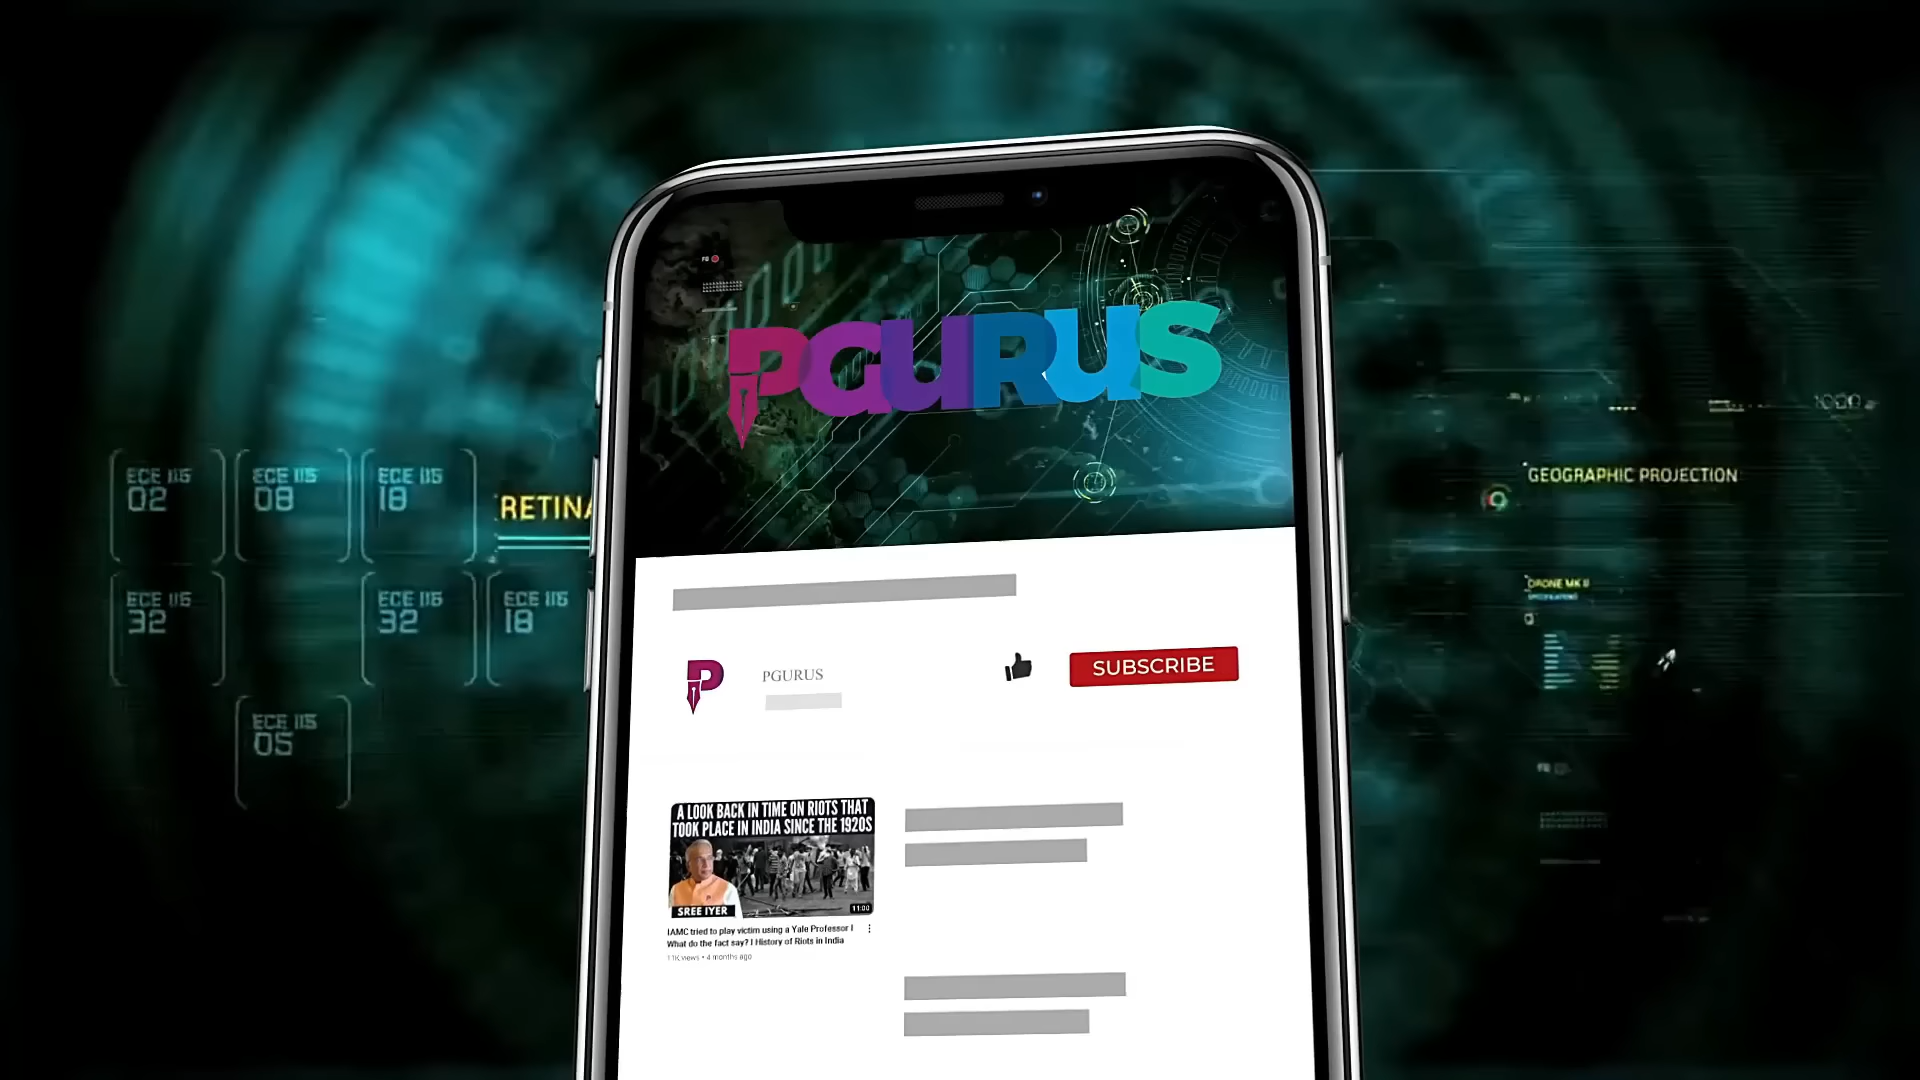 PGURUS
ECE 115
02
ECE 115
08
ECE 115
18
RETINA
ECE 115
32
ECE 115
32
ECE 115
18
ECE 115
05
GEOGRAPHIC PROJECTION
DRONE MK II
SPECIFICATIONS
PGURUS
SUBSCRIBE
A LOOK BACK IN TIME ON RIOTS THAT
TOOK PLACE IN INDIA SINCE THE 1920S
SREE IYER
11:00
IAMC tried to play victim using a Yale Professor I
What do the fact say? I History of Riots in India
11K views • 4 months ago